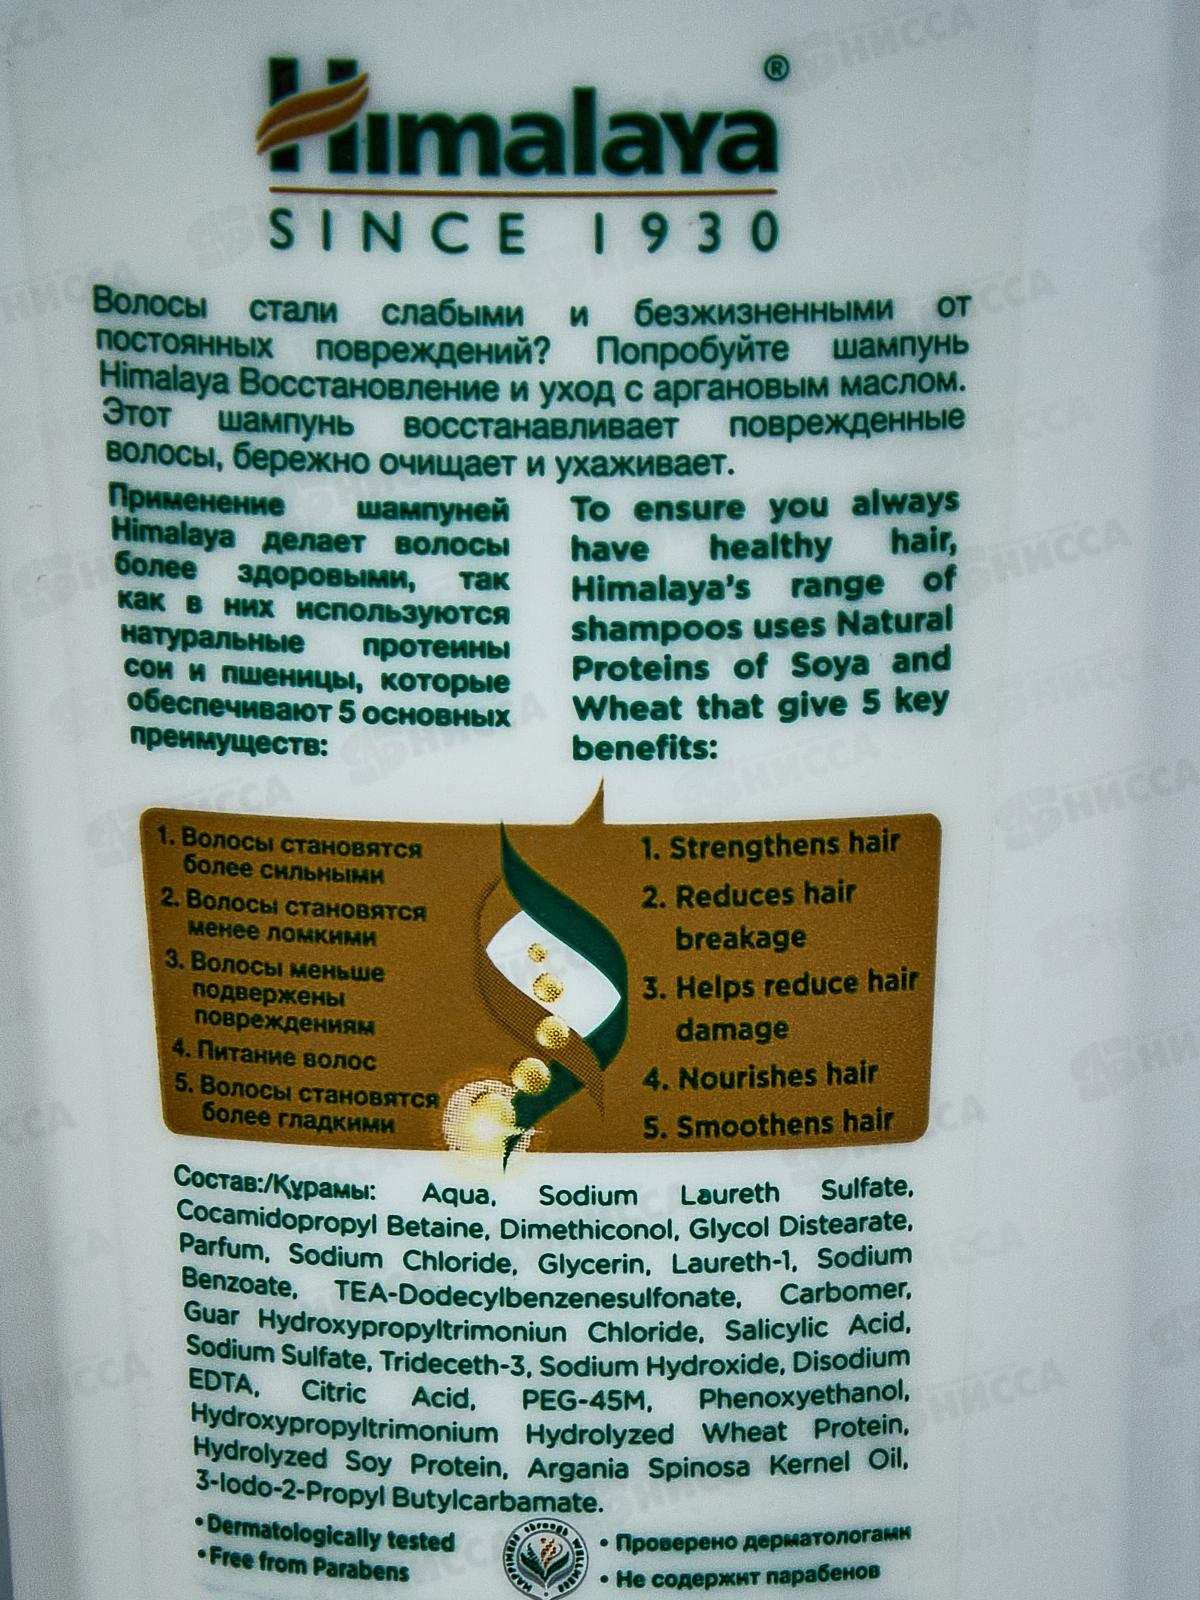 Himalaya®
SINCE 1930
Волосы стали слабыми и безжизненными от
постоянных повреждений? Попробуйте шампунь
Himalaya Восстановление и уход с аргановым маслом.
Этот шампунь восстанавливает поврежденные
волосы, бережно очищает и ухаживает.
Применение шампуней
Himalaya делает волосы
более здоровыми, так
как в них используются
натуральные протеины
сои и пшеницы, которые
обеспечивают 5 основных
преимуществ:
To ensure you always
have healthy hair,
Himalaya's range of
shampoos uses Natural
Proteins of Soya and
Wheat that give 5 key
benefits:
1. Волосы становятся
более сильными
2. Волосы становятся
менее ломкими
3. Волосы меньше
подвержены
повреждениям
4. Питание волос
5. Волосы становятся
более гладкими
1. Strengthens hair
2. Reduces hair
breakage
3. Helps reduce hair
damage
4. Nourishes hair
5. Smoothens hair
Состав:/Құрамы: Aqua, Sodium Laureth Sulfate,
Cocamidopropyl Betaine, Dimethiconol, Glycol Distearate,
Parfum, Sodium Chloride, Glycerin, Laureth-1, Sodium
Benzoate, TEA-Dodecylbenzenesulfonate, Carbomer,
Guar Hydroxypropyltrimoniun Chloride, Salicylic Acid,
Sodium Sulfate, Trideceth-3, Sodium Hydroxide, Disodium
EDTA, Citric Acid, PEG-45M, Phenoxyethanol,
Hydroxypropyltrimonium Hydrolyzed Wheat Protein,
Hydrolyzed Soy Protein, Argania Spinosa Kernel Oil,
3-Iodo-2-Propyl Butylcarbamate.
• Dermatologically tested
• Free from Parabens
HAPPINESS through WELLNESS
• Проверено дерматологами
• Не содержит парабенов